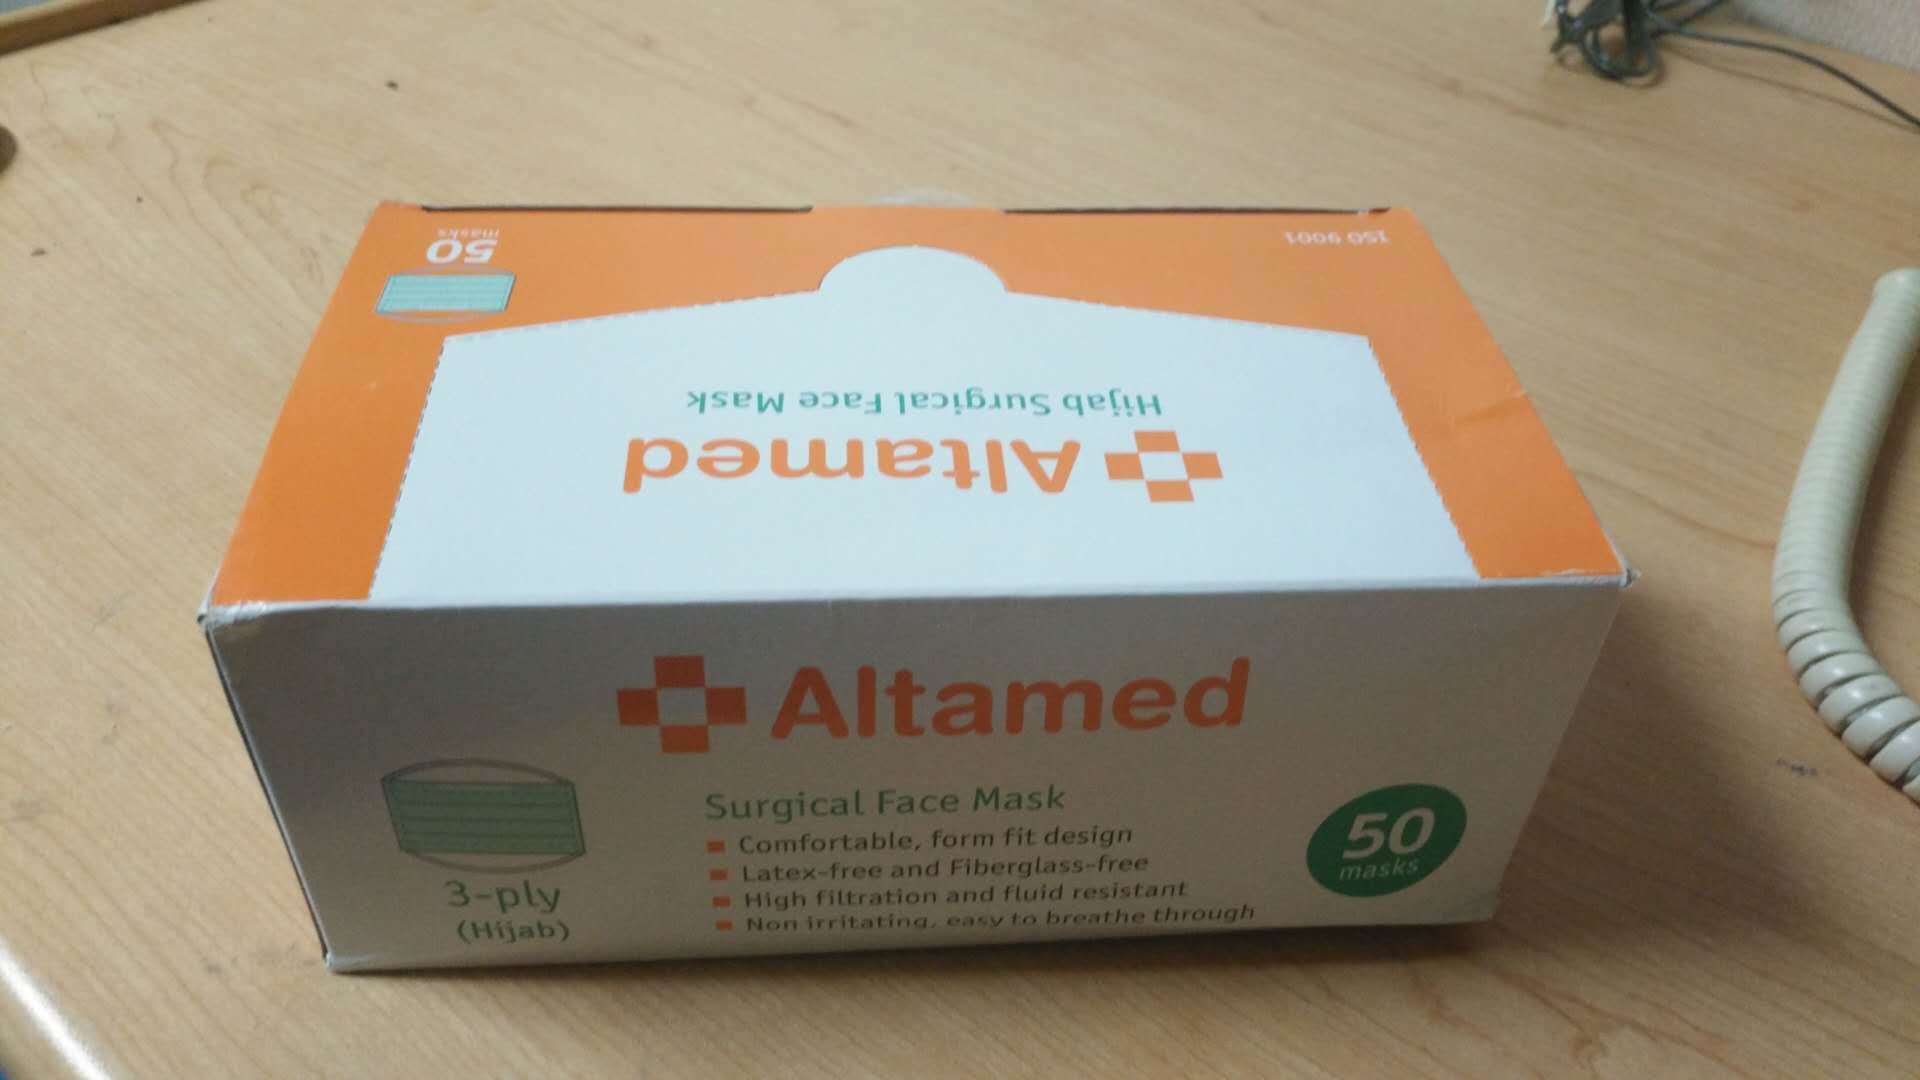 50
masks
ISO 9001
Altamed
Hijab Surgical Face Mask
Altamed
3-ply
(Hijab)
Surgical Face Mask
Comfortable, form fit design
Latex-free and Fiberglass-free
High filtration and fluid resistant
Non irritating, easy to breathe through
50
masks